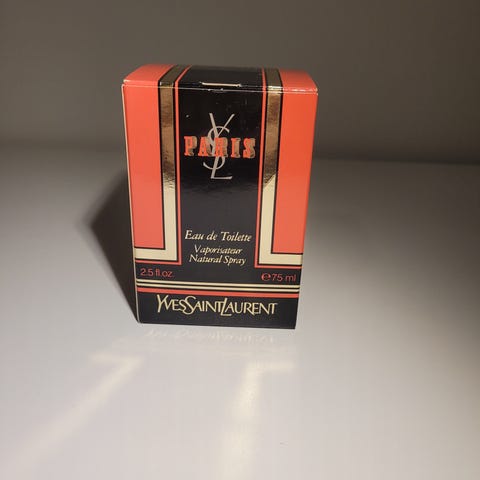 YSL
PARIS
Eau de Toilette
Vaporisateur
Natural Spray
2.5 fl.oz. ℮75 ml
YVESSAINTLAURENT